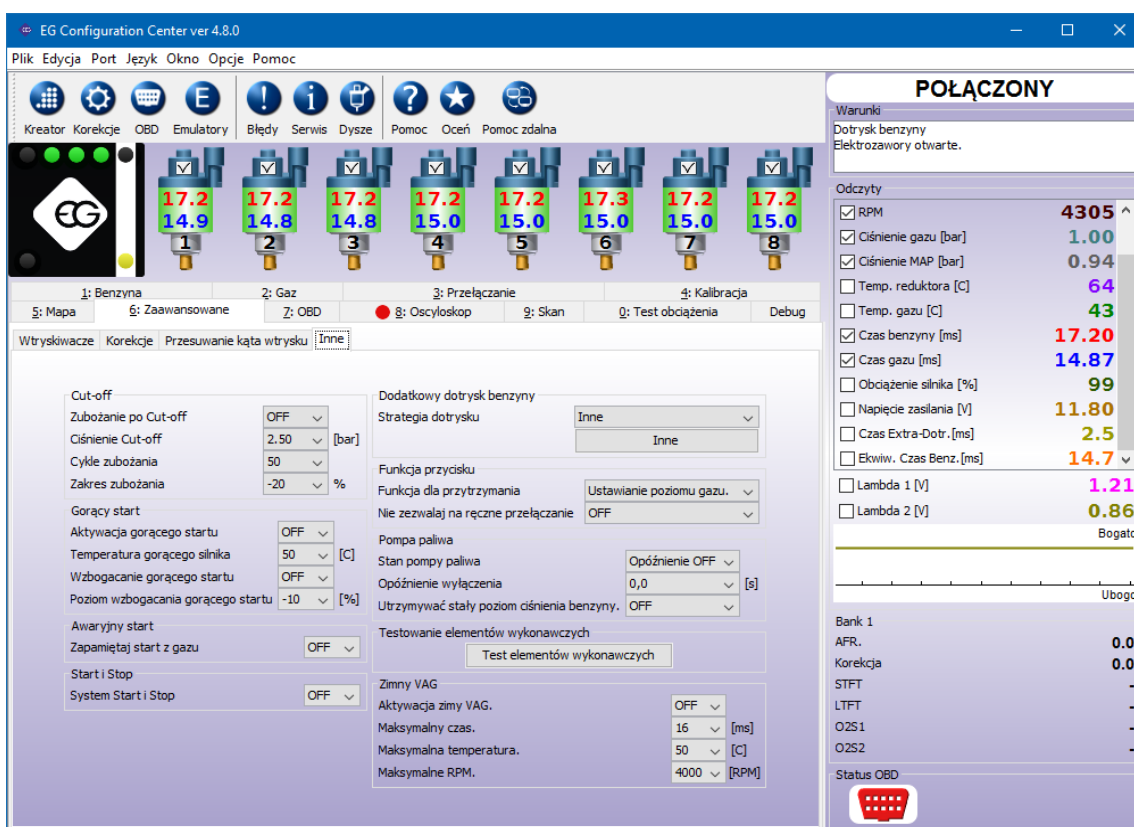 EG Configuration Center ver 4.8.0
Plik Edycja Port Język Okno Opcje Pomoc
Kreator Korekcje OBD Emulatory Błędy Serwis Dysze Pomoc Oceń Pomoc zdalna
EG
17.2 17.2 17.2 17.2 17.2 17.3 17.2 17.2
14.9 14.8 14.8 15.0 15.0 15.0 15.0 15.0
1 2 3 4 5 6 7 8
1: Benzyna 2: Gaz 3: Przełączanie 4: Kalibracja
5: Mapa 6: Zaawansowane 7: OBD 8: Oscyloskop 9: Skan 0: Test obciążenia Debug
Wtryskiwacze Korekcje Przesuwanie kąta wtrysku Inne
Cut-off
Zubożanie po Cut-off OFF
Ciśnienie Cut-off 2.50 [bar]
Cykle zubożania 50
Zakres zubożania -20 %
Gorący start
Aktywacja gorącego startu OFF
Temperatura gorącego silnika 50 [C]
Wzbogacanie gorącego startu OFF
Poziom wzbogacania gorącego startu -10 [%]
Awaryjny start
Zapamiętaj start z gazu OFF
Start i Stop
System Start i Stop OFF
Dodatkowy dotrysk benzyny
Strategia dotrysku Inne
Inne
Funkcja przycisku
Funkcja dla przytrzymania Ustawianie poziomu gazu.
Nie zezwalaj na ręczne przełączanie OFF
Pompa paliwa
Stan pompy paliwa Opóźnienie OFF
Opóźnienie wyłączenia 0,0 [s]
Utrzymywać stały poziom ciśnienia benzyny. OFF
Testowanie elementów wykonawczych
Test elementów wykonawczych
Zimny VAG
Aktywacja zimy VAG. OFF
Maksymalny czas. 16 [ms]
Maksymalna temperatura. 50 [C]
Maksymalne RPM. 4000 [RPM]
POŁĄCZONY
Warunki
Dotrysk benzyny
Elektrozawory otwarte.
Odczyty
RPM 4305
Ciśnienie gazu [bar] 1.00
Ciśnienie MAP [bar] 0.94
Temp. reduktora [C] 64
Temp. gazu [C] 43
Czas benzyny [ms] 17.20
Czas gazu [ms] 14.87
Obciążenie silnika [%] 99
Napięcie zasilania [V] 11.80
Czas Extra-Dotr.[ms] 2.5
Ekwiw. Czas Benz.[ms] 14.7
Lambda 1 [V] 1.21
Lambda 2 [V] 0.86
Bogato
Ubogo
Bank 1
AFR. 0.0
Korekcja 0.0
STFT -
LTFT -
O2S1 -
O2S2 -
Status OBD